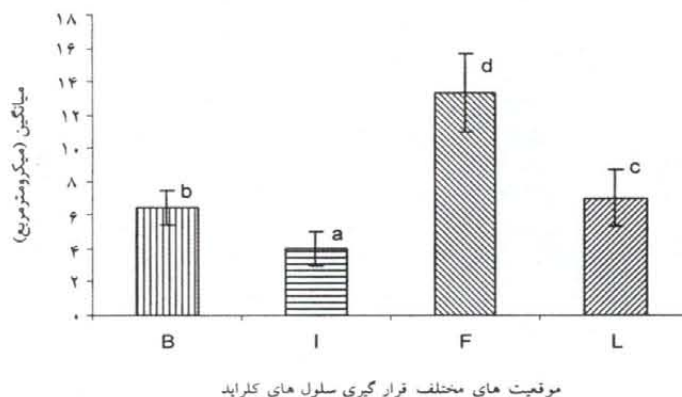 میانگین (میکرومترمربع)
۱۸
۱۶
۱۴
۱۲
۱۰
۸
۶
۴
۲
۰
b
a
d
c
B I F L
موقعیت های مختلف قرار گیری سلول های کلراید